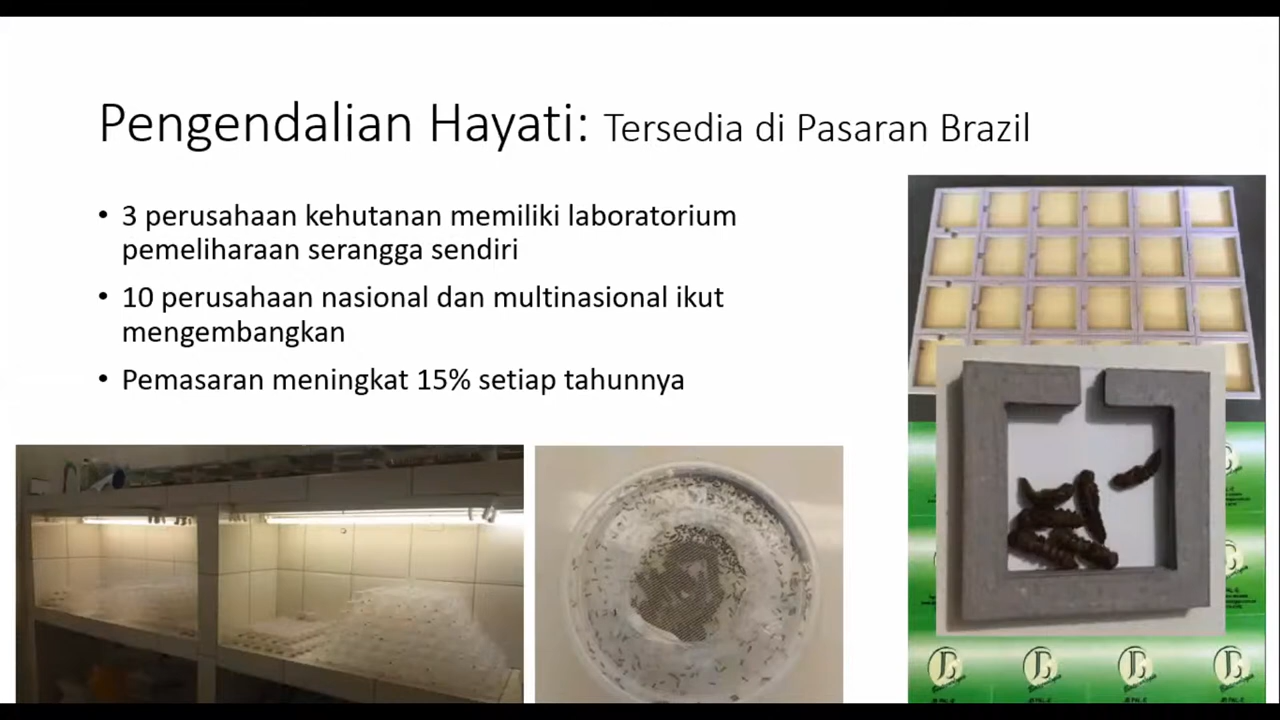 Pengendalian Hayati: Tersedia di Pasaran Brazil
• 3 perusahaan kehutanan memiliki laboratorium
pemeliharaan serangga sendiri
• 10 perusahaan nasional dan multinasional ikut
mengembangkan
• Pemasaran meningkat 15% setiap tahunnya